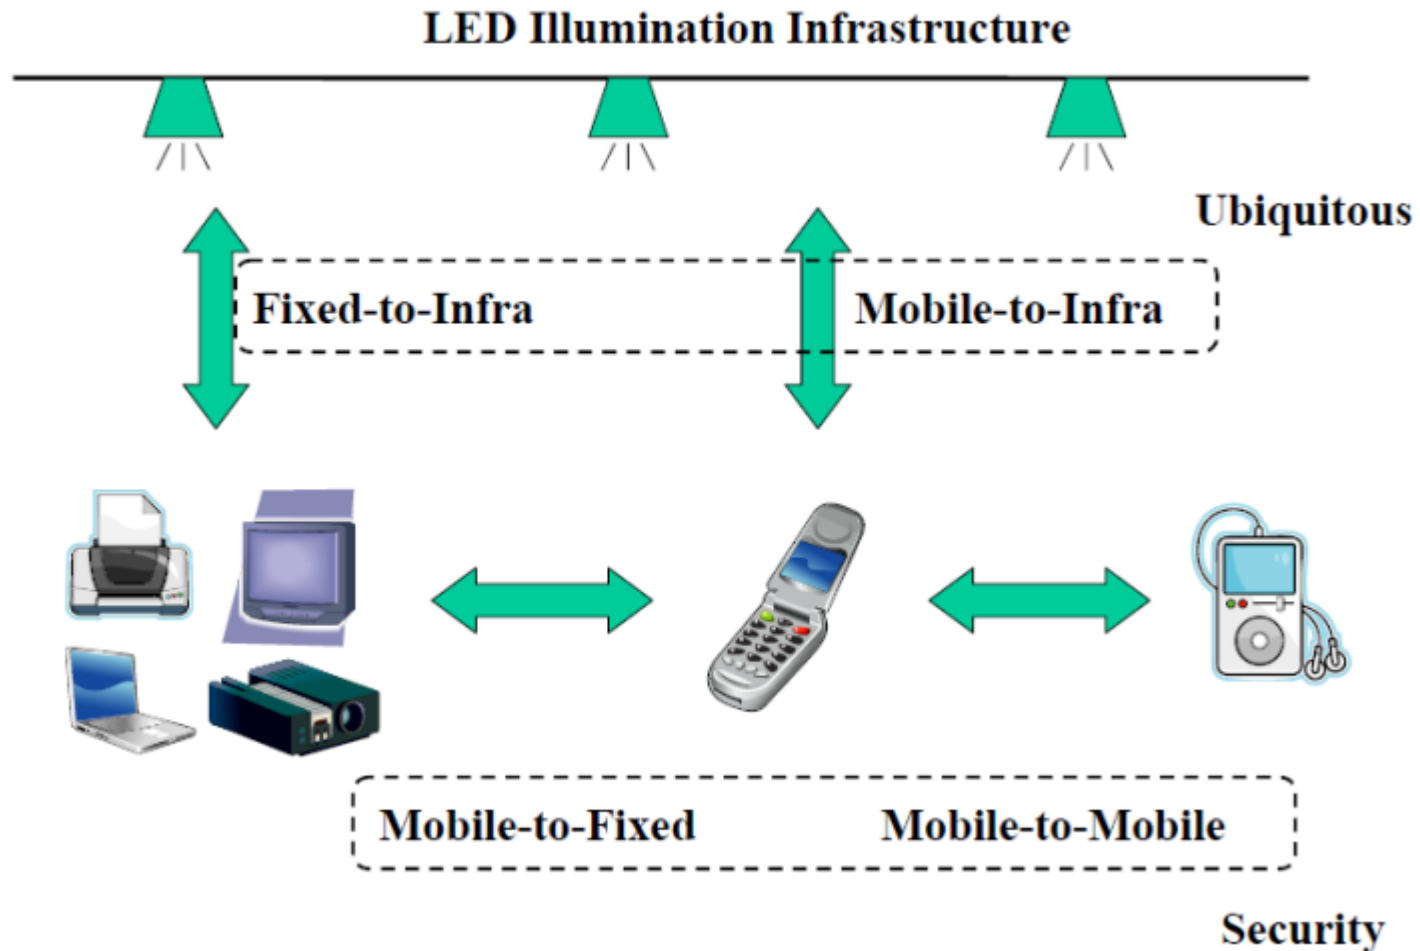 LED Illumination Infrastructure
Ubiquitous
Fixed-to-Infra
Mobile-to-Infra
Mobile-to-Fixed
Mobile-to-Mobile
Security